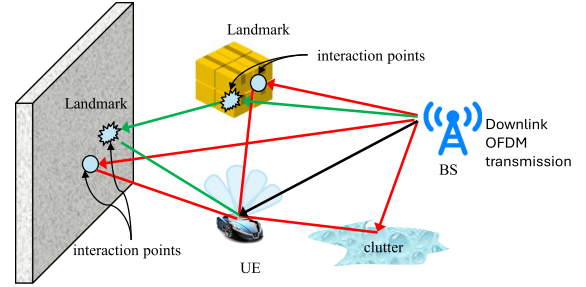 Landmark
interaction points
Landmark
Downlink
OFDM
transmission
BS
interaction points
UE
clutter